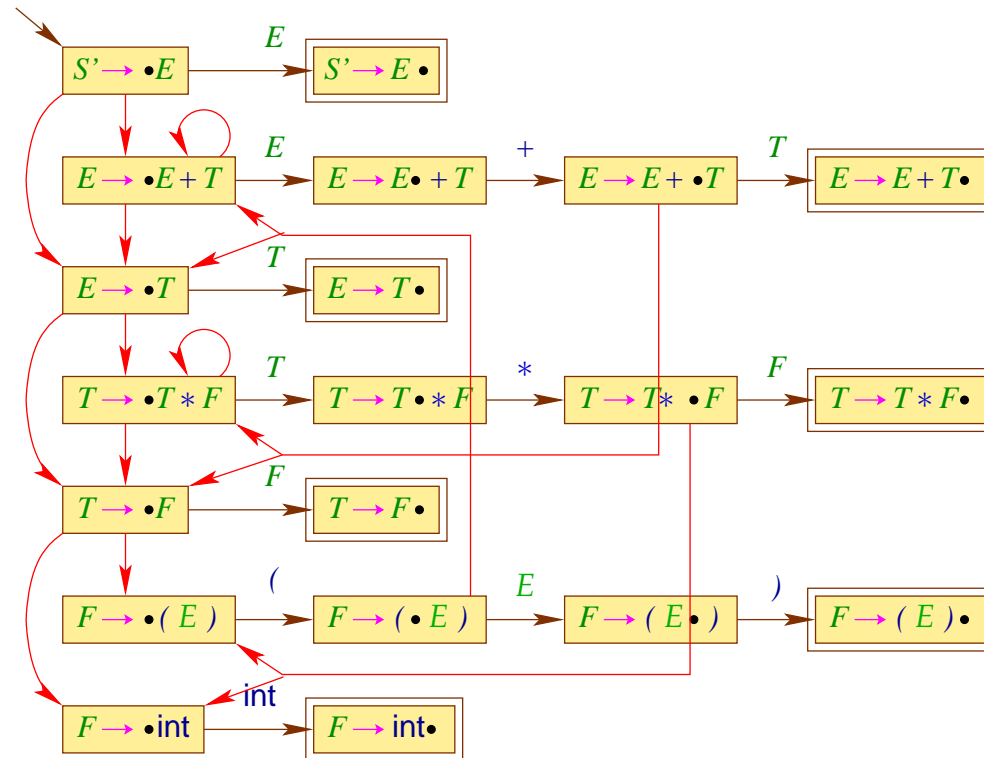 E
S’→ •E S’→ E •
E + T
E→ •E + T E→ E• + T E→ E + •T E→ E + T•
T
E→ •T E→ T •
T * F
T→ •T * F T→ T• * F T→ T* •F T→ T * F•
F
T→ •F T→ F •
( E )
F→ •( E ) F→ ( • E ) F→ ( E• ) F→ ( E ) •
int
F→ •int F→ int•